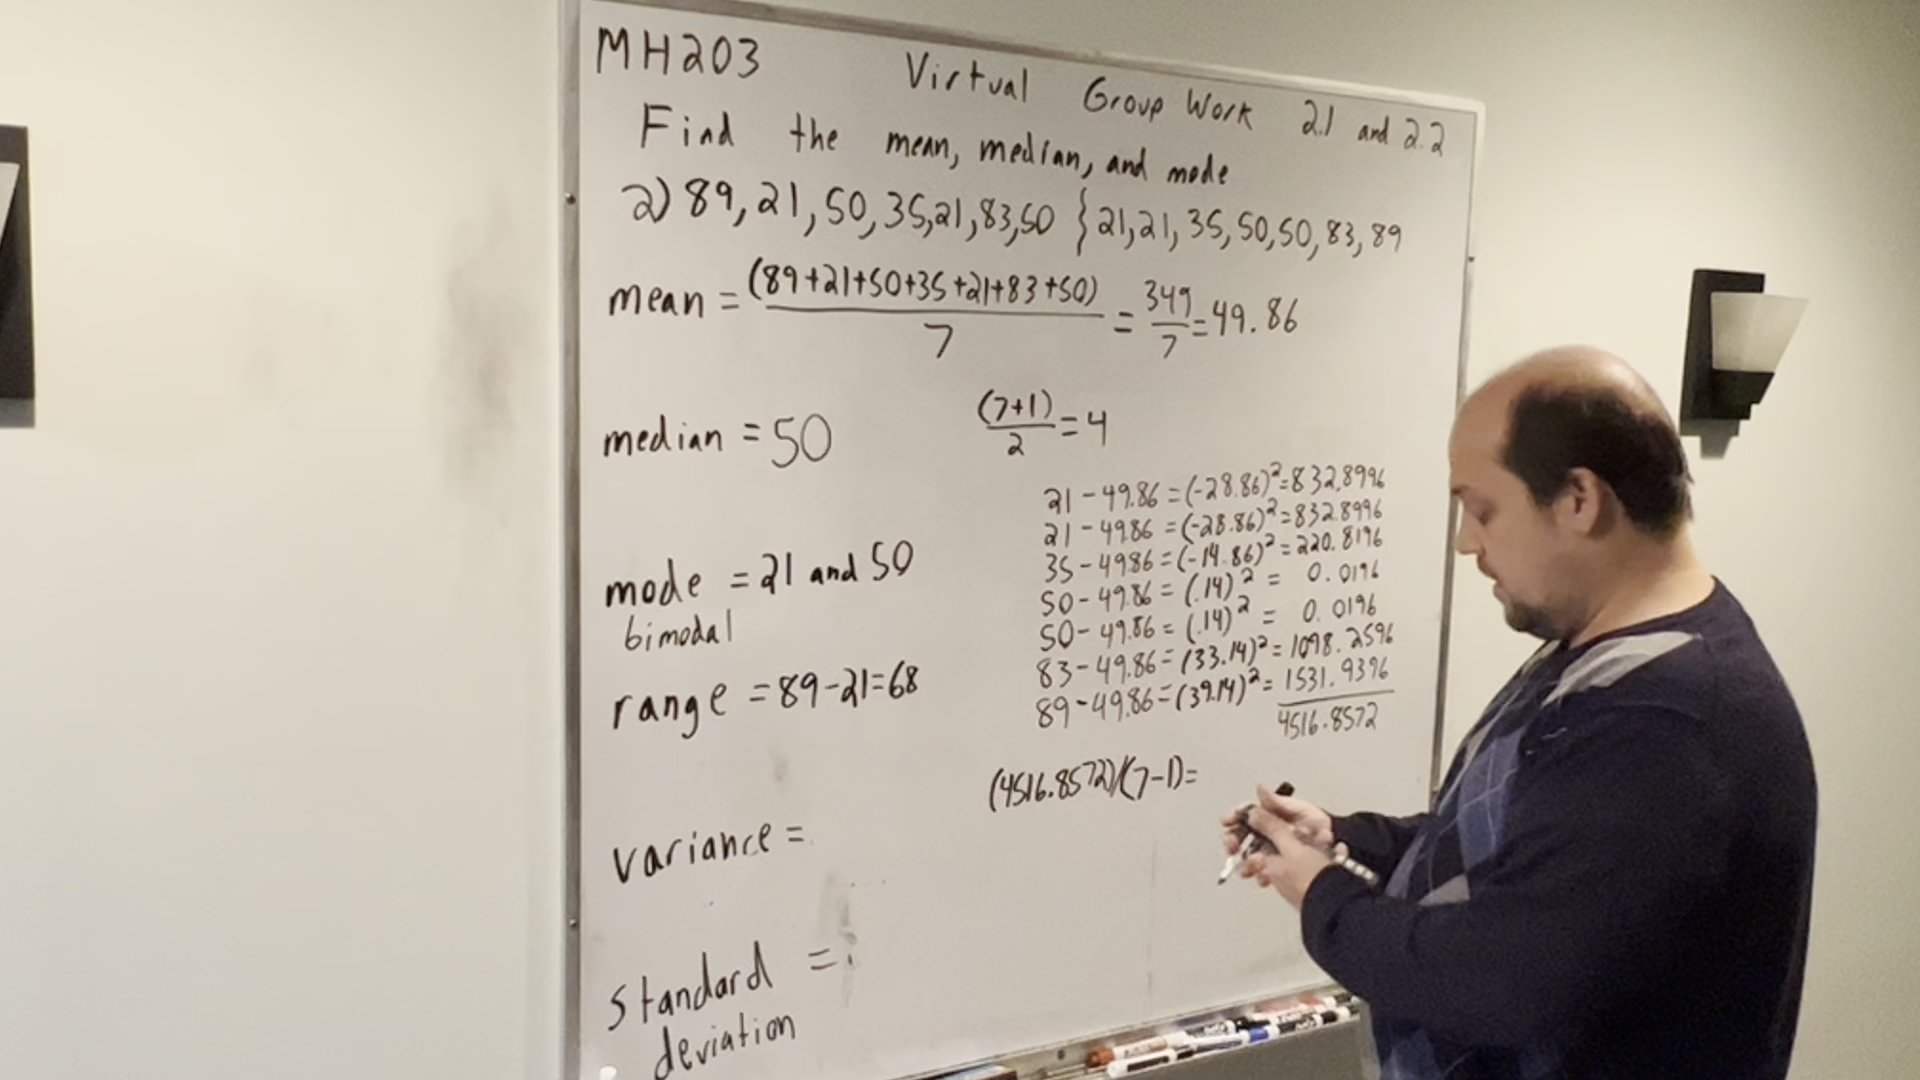 MH203 Virtual Group Work 2.1 and 2.2
Find the mean, median, and mode
2) 89, 21, 50, 35, 21, 83, 50 } 21, 21, 35, 50, 50, 83, 89
mean = (89+21+50+35+21+83+50) / 7 = 349/7 = 49.86
median = 50 (7+1)/2 = 4
21 - 49.86 = (-28.86)² = 832.8996
21 - 49.86 = (-28.86)² = 832.8996
35 - 49.86 = (-14.86)² = 220.8196
50 - 49.86 = (.14)² = 0.0196
50 - 49.86 = (.14)² = 0.0196
83 - 49.86 = (33.14)² = 1098.2596
89 - 49.86 = (39.14)² = 1531.9396
4516.8572
mode = 21 and 50
bimodal
range = 89-21=68
(4516.8572)/(7-1)=
variance =
standard =
deviation